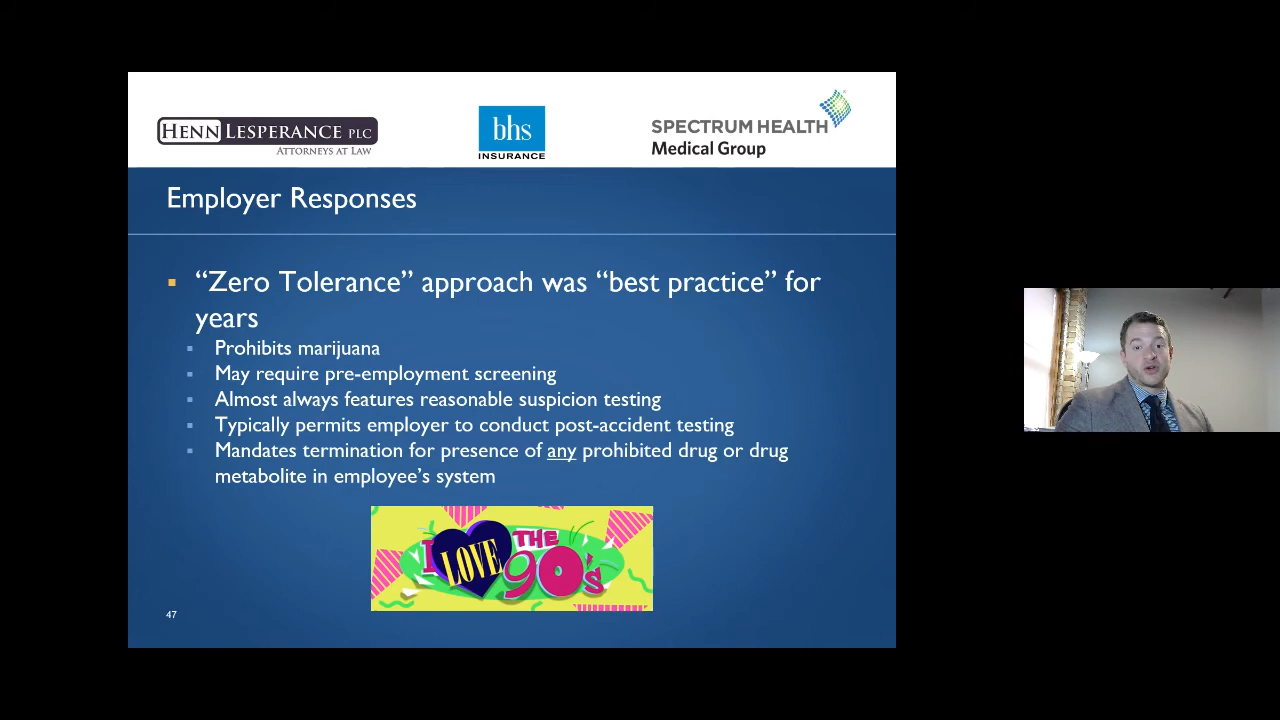 HENN LESPERANCE PLC
ATTORNEYS AT LAW
bhs
INSURANCE
SPECTRUM HEALTH
Medical Group
Employer Responses
“Zero Tolerance” approach was “best practice” for
years
Prohibits marijuana
May require pre-employment screening
Almost always features reasonable suspicion testing
Typically permits employer to conduct post-accident testing
Mandates termination for presence of any prohibited drug or drug
metabolite in employee’s system
I LOVE THE 90's
47